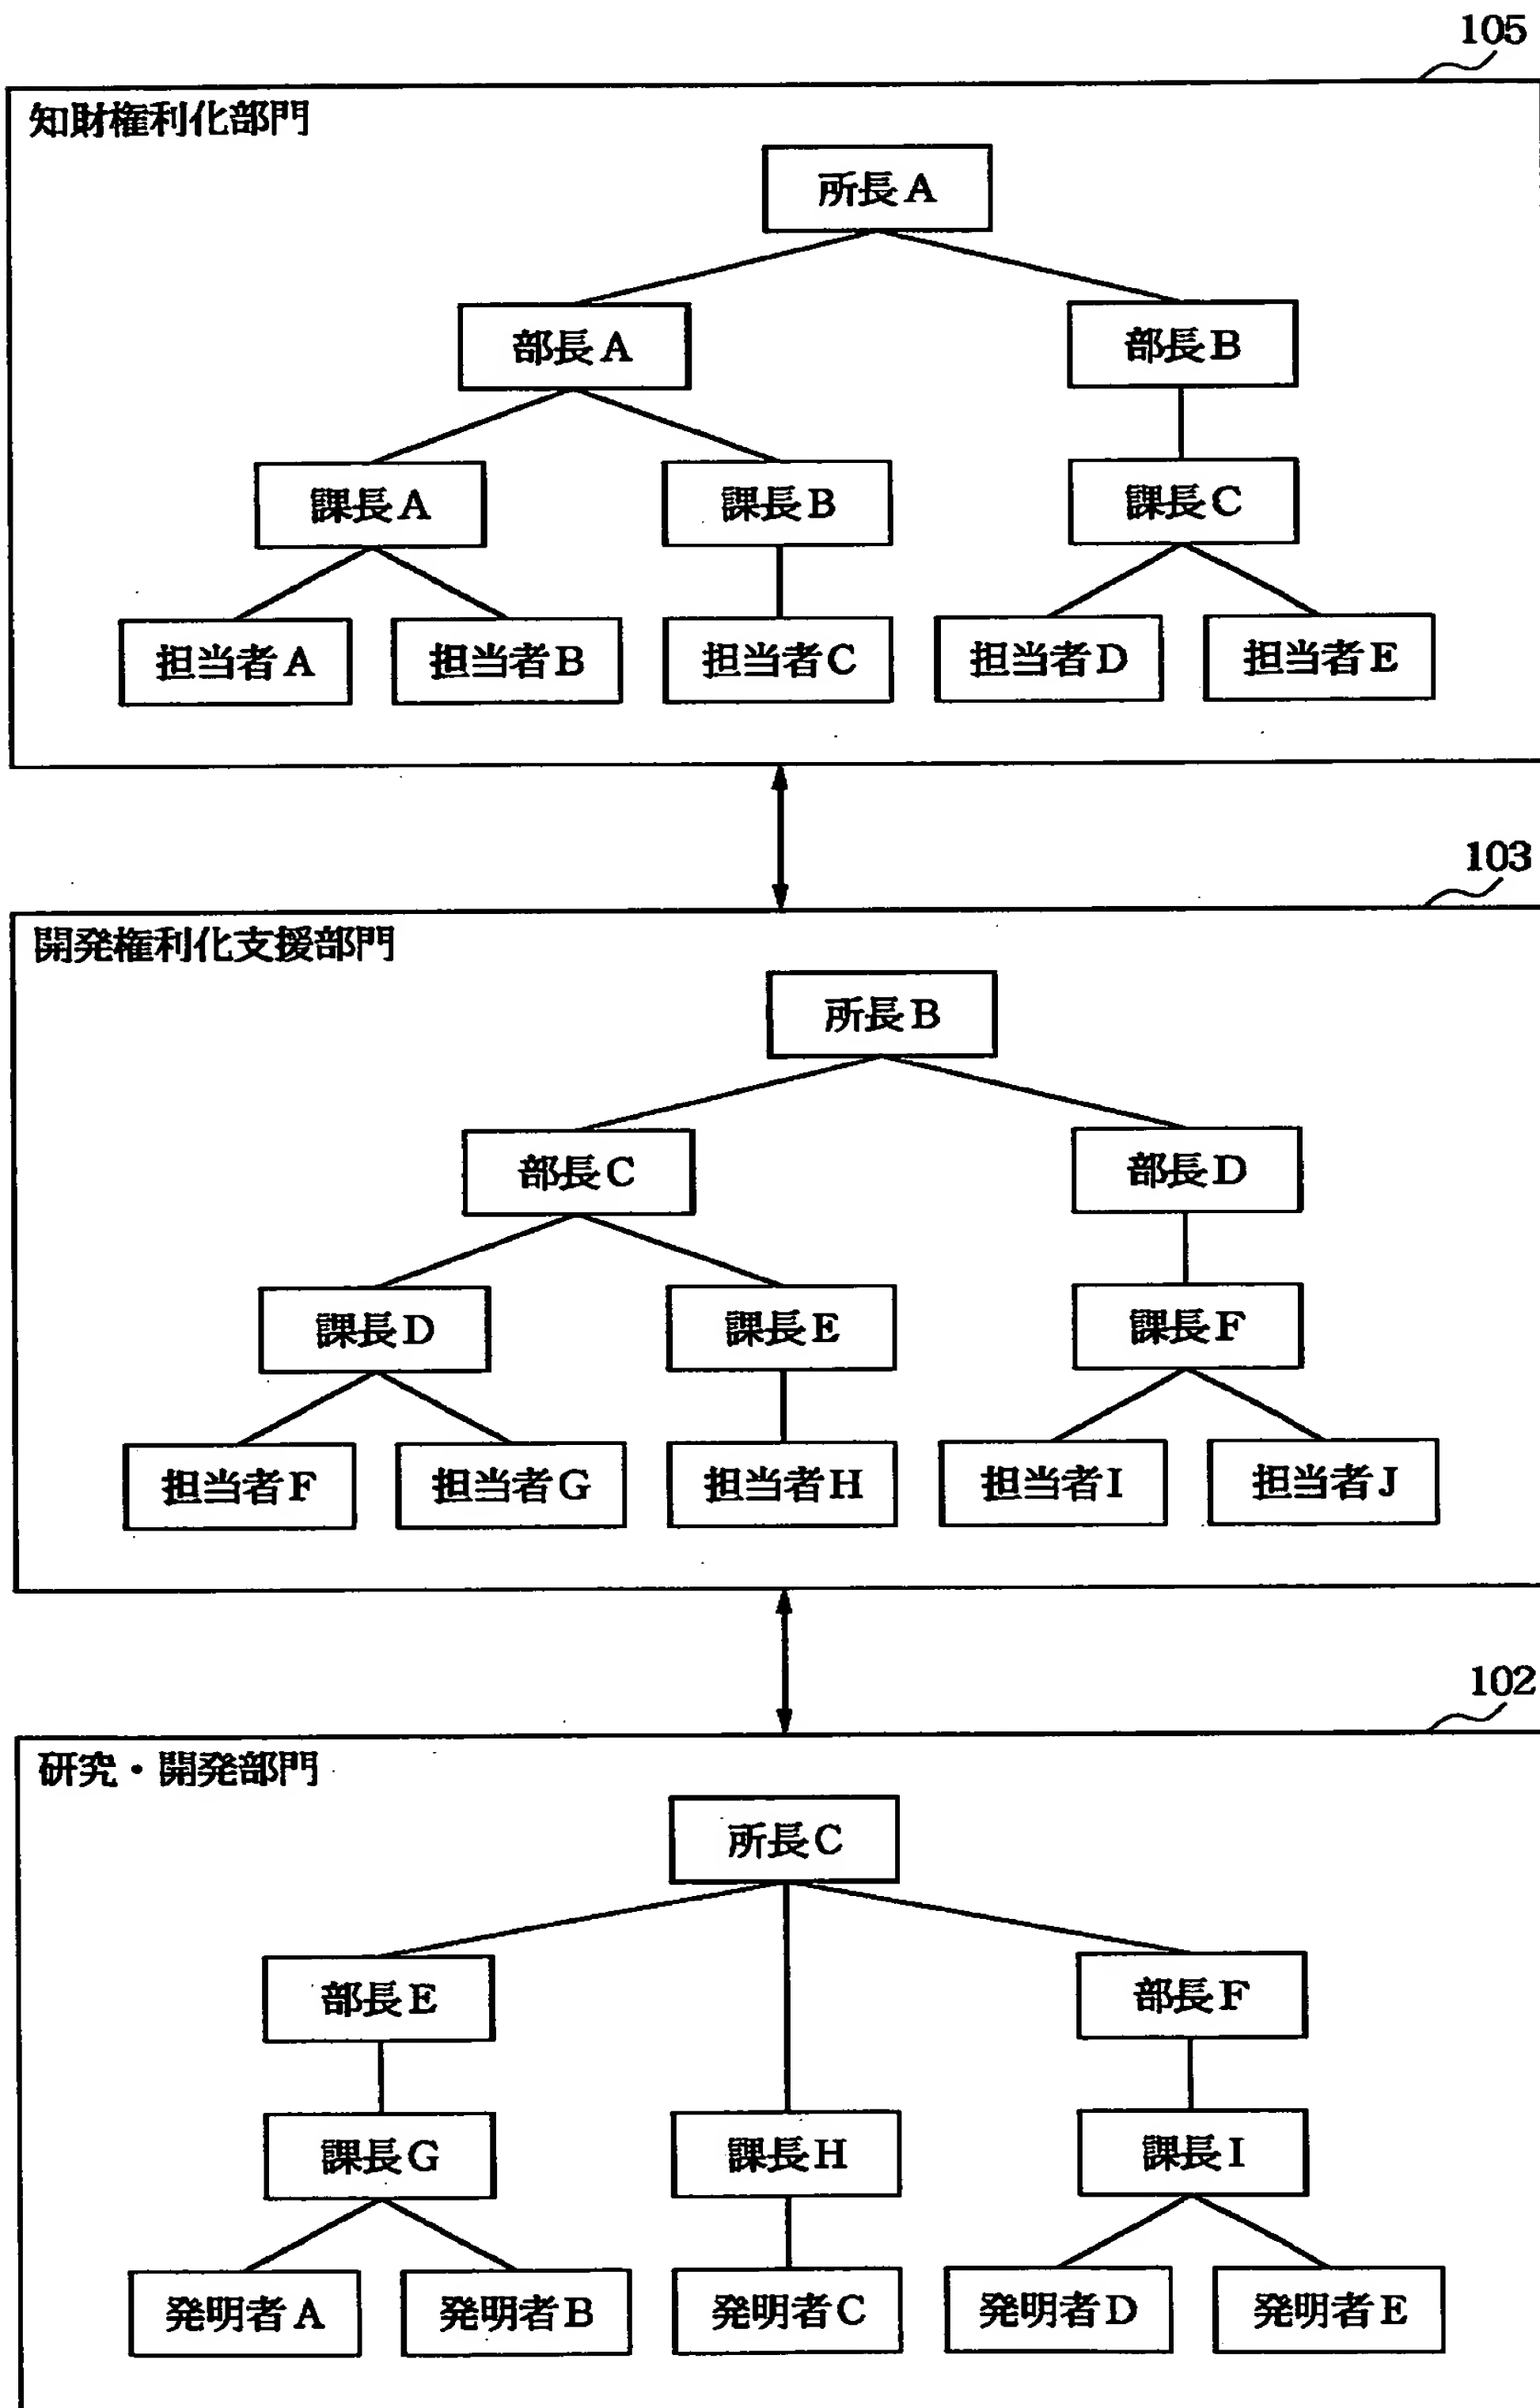 105
知財権利化部門
所長A
部長A
部長B
課長A
課長B
課長C
担当者A
担当者B
担当者C
担当者D
担当者E
103
開発権利化支援部門
所長B
部長C
部長D
課長D
課長E
課長F
担当者F
担当者G
担当者H
担当者I
担当者J
102
研究・開発部門
所長C
部長E
部長F
課長G
課長H
課長I
発明者A
発明者B
発明者C
発明者D
発明者E